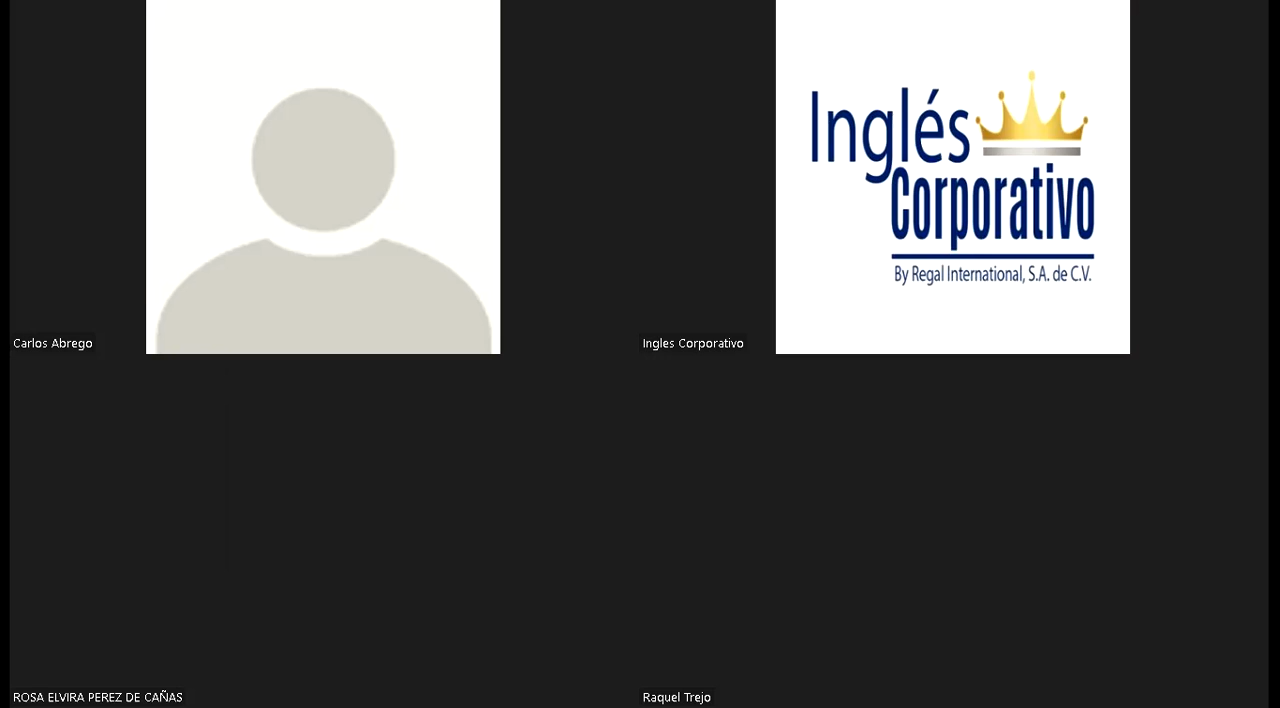 Inglés
Corporativo
By Regal International, S.A. de C.V.
Carlos Abrego
Ingles Corporativo
ROSA ELVIRA PEREZ DE CAÑAS
Raquel Trejo